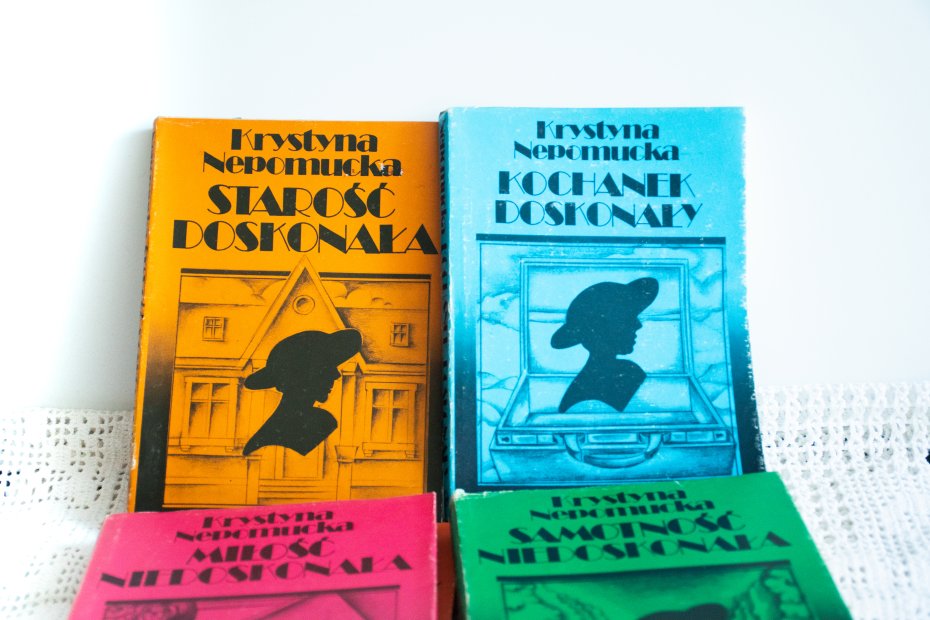 Krystyna
Nepomucka
STAROŚĆ
DOSKONAŁA
Krystyna
Nepomucka
KOCHANEK
DOSKONAŁY
Krystyna
Nepomucka
MIŁOŚĆ
NIEDOSKONAŁA
Krystyna
Nepomucka
SAMOTNOŚĆ
NIEDOSKONAŁA